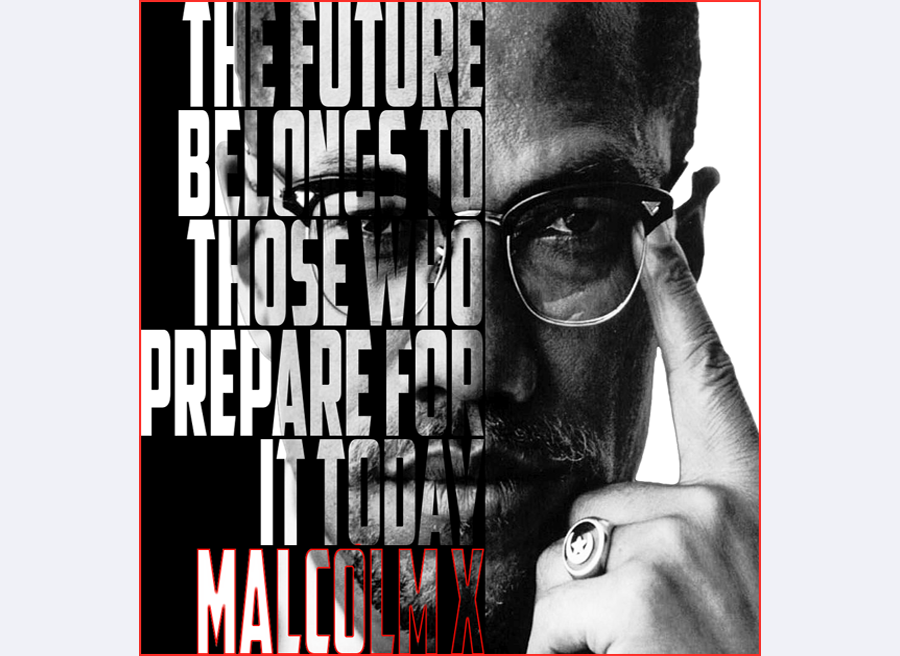 THE FUTURE
BELONGS TO
THOSE WHO
PREPARE FOR
IT TODAY
MALCOLM X